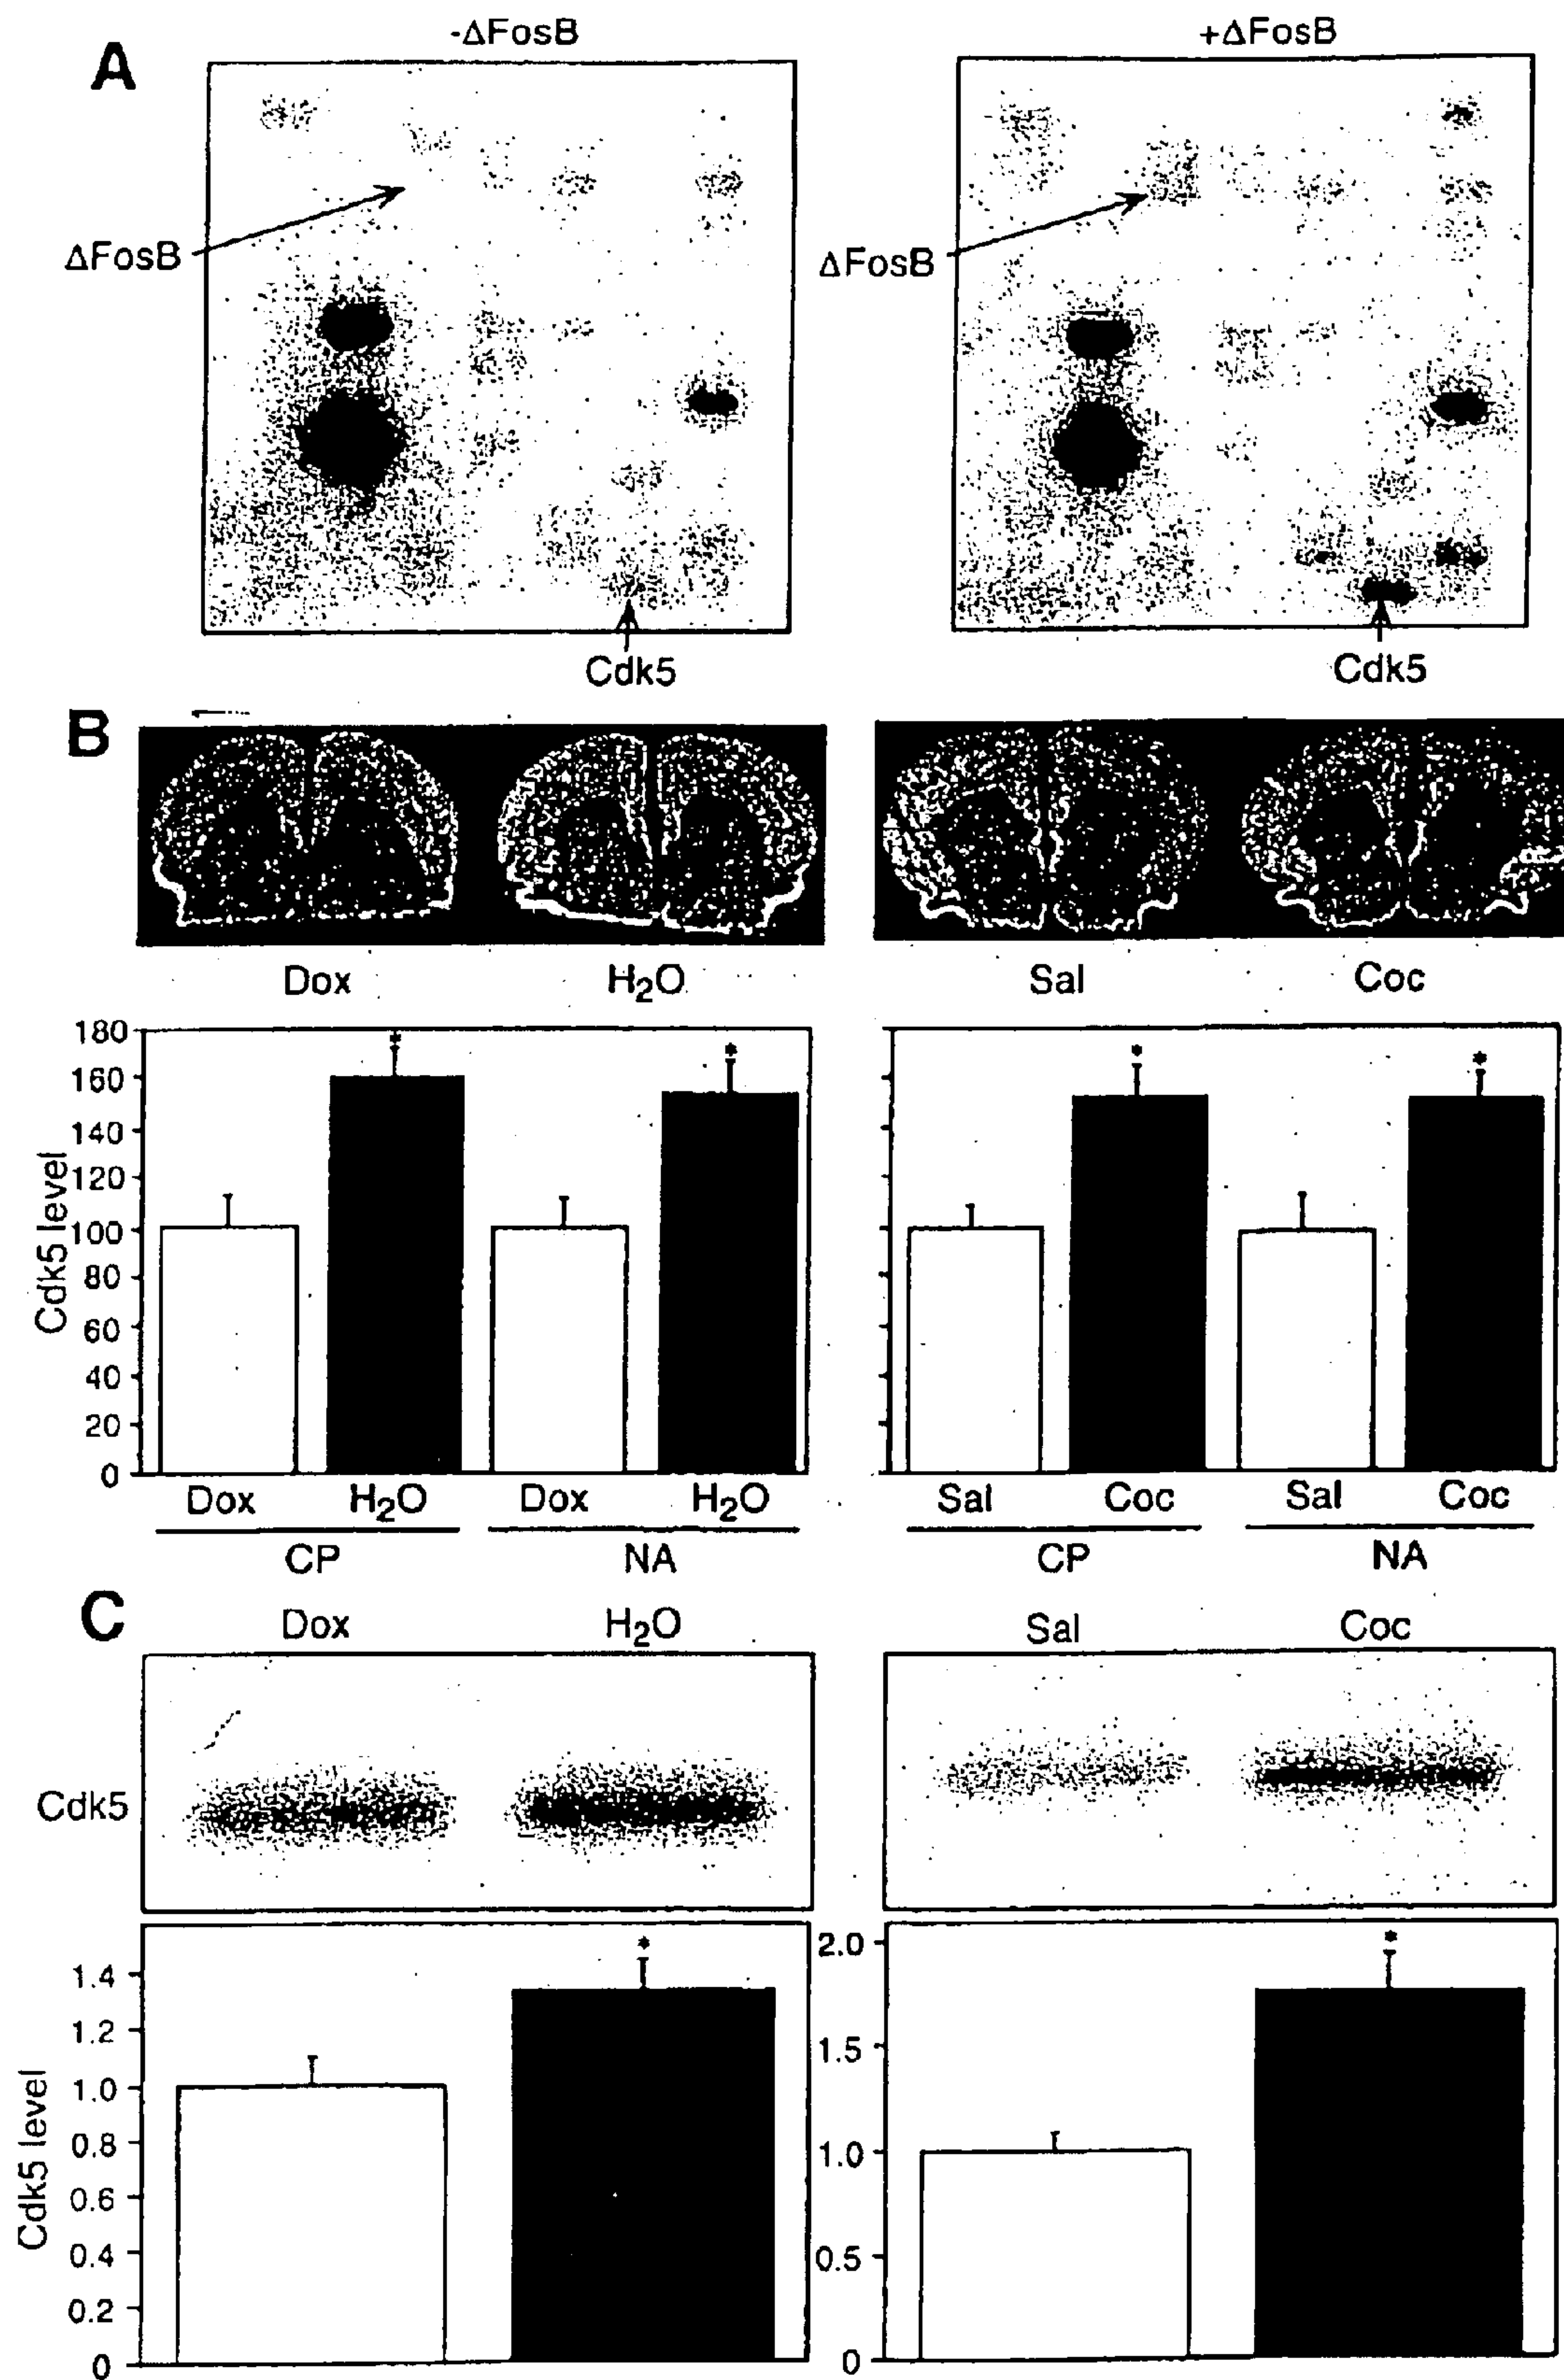 A
-ΔFosB
+ΔFosB
ΔFosB
ΔFosB
Cdk5
Cdk5
B
Dox
H₂O
Sal
Coc
Cdk5 level
180
160
140
120
100
80
60
40
20
0
*
*
*
*
Dox
H₂O
Dox
H₂O
CP
NA
Sal
Coc
Sal
Coc
CP
NA
C
Dox
H₂O
Sal
Coc
Cdk5
Cdk5 level
1.4
1.2
1.0
0.8
0.6
0.4
0.2
0
*
2.0
1.5
1.0
0.5
0
*